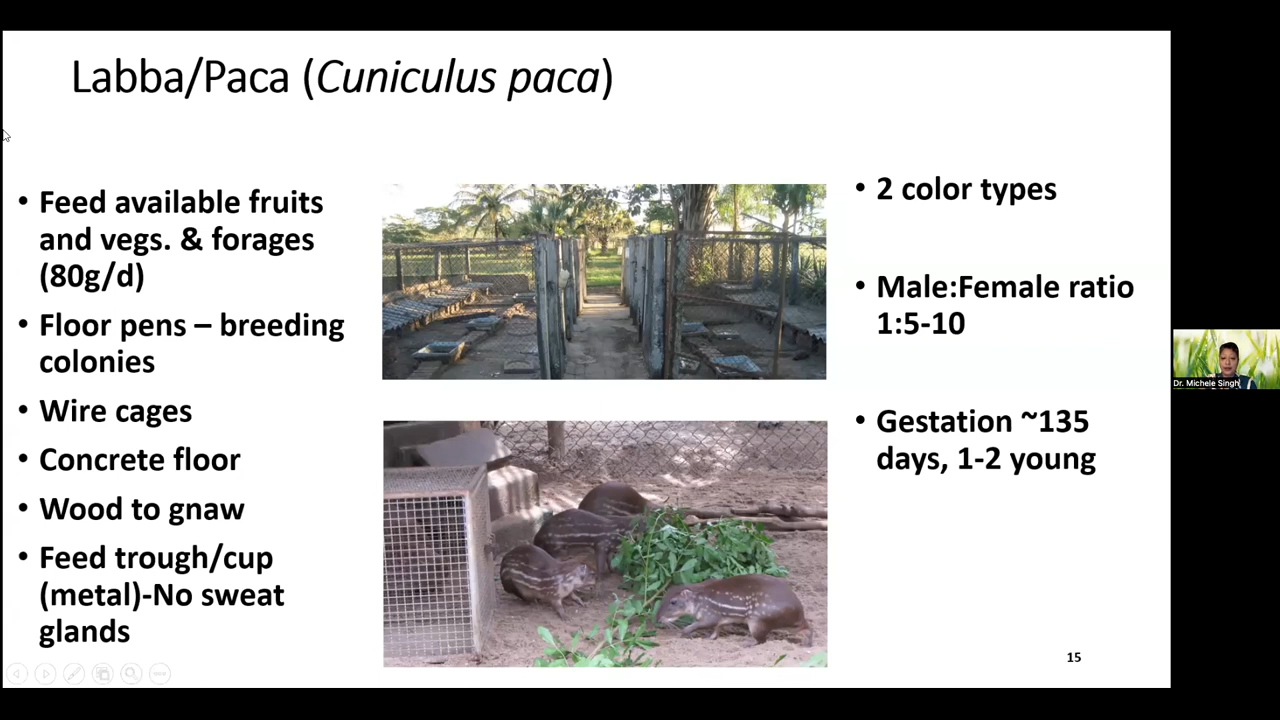 Labba/Paca (Cuniculus paca)
• Feed available fruits
and vegs. & forages
(80g/d)
• Floor pens – breeding
colonies
• Wire cages
• Concrete floor
• Wood to gnaw
• Feed trough/cup
(metal)-No sweat
glands
• 2 color types
• Male:Female ratio
1:5-10
• Gestation ~135
days, 1-2 young
15
Dr. Michele Singh